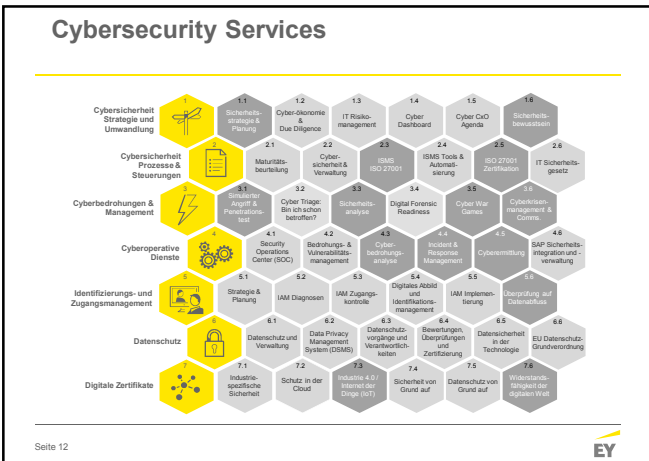 Cybersecurity Services
Cybersicherheit
Strategie und
Umwandlung
1
1.1
Sicherheits-
strategie &
Planung
1.2
Cyber-ökonomie
&
Due Diligence
1.3
IT Risiko-
management
1.4
Cyber
Dashboard
1.5
Cyber CxO
Agenda
1.6
Sicherheits-
bewusstsein
Cybersicherheit
Prozesse &
Steuerungen
2
2.1
Maturitäts-
beurteilung
2.2
Cyber-
sicherheit &
Verwaltung
2.3
ISMS
ISO 27001
2.4
ISMS Tools &
Automati-
sierung
2.5
ISO 27001
Zertifikation
2.6
IT Sicherheits-
gesetz
Cyberbedrohungen &
Management
3
3.1
Simulierter
Angriff &
Penetrations-
test
3.2
Cyber Triage:
Bin ich schon
betroffen?
3.3
Sicherheits-
analyse
3.4
Digital Forensic
Readiness
3.5
Cyber War
Games
3.6
Cyberkrisen-
management &
Comms.
Cyberoperative
Dienste
4
4.1
Security
Operations
Center (SOC)
4.2
Bedrohungs- &
Vulnerabilitäts-
management
4.3
Cyber-
bedrohungs-
analyse
4.4
Incident &
Response
Management
4.5
Cyberermittlung
4.6
SAP Sicherheits-
integration und -
verwaltung
Identifizierungs- und
Zugangsmanagement
5
5.1
Strategie &
Planung
5.2
IAM Diagnosen
5.3
IAM Zugangs-
kontrolle
5.4
Digitales Abbild
und
Identifikations-
management
5.5
IAM Implemen-
tierung
5.6
Überprüfung auf
Datenabfluss
Datenschutz
6
6.1
Datenschutz und
Verwaltung
6.2
Data Privacy
Management
System (DSMS)
6.3
Datenschutz-
vorgänge und
Verantwortlich-
keiten
6.4
Bewertungen,
Überprüfungen
und
Zertifizierung
6.5
Datensicherheit
in der
Technologie
6.6
EU Datenschutz-
Grundverordnung
Digitale Zertifikate
7
7.1
Industrie-
spezifische
Sicherheit
7.2
Schutz in der
Cloud
7.3
Industrie 4.0 /
Internet der
Dinge (IoT)
7.4
Sicherheit von
Grund auf
7.5
Datenschutz von
Grund auf
7.6
Widerstands-
fähigkeit der
digitalen Welt
Seite 12
EY